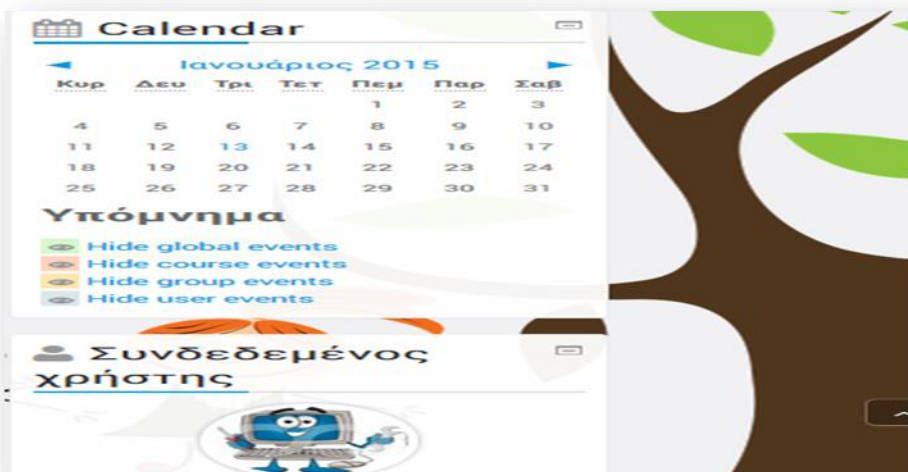 Calendar
◄ Ιανουάριος 2015 ►
Κυρ Δευ Τρι Τετ Πεμ Παρ Σαβ
1 2 3
4 5 6 7 8 9 10
11 12 13 14 15 16 17
18 19 20 21 22 23 24
25 26 27 28 29 30 31
Υπόμνημα
Hide global events
Hide course events
Hide group events
Hide user events
Συνδεδεμένος
χρήστης